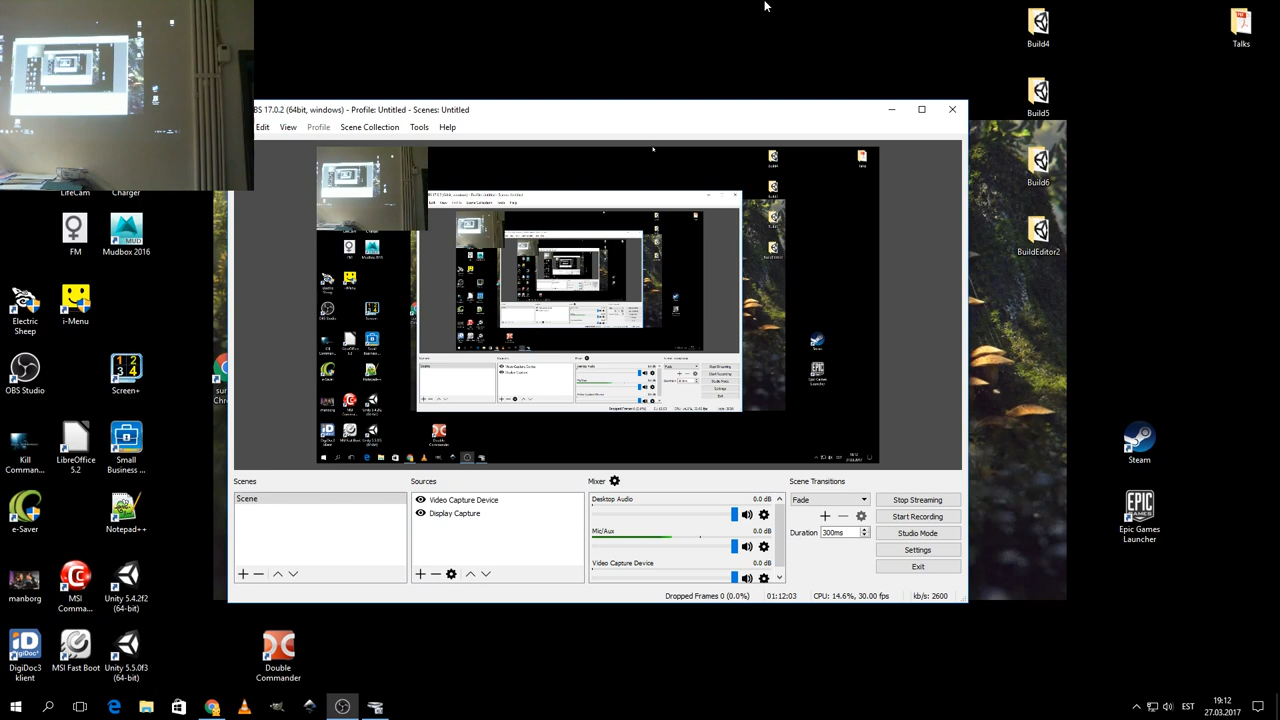 Build4
Talks
BS 17.0.2 (64bit, windows) - Profile: Untitled - Scenes: Untitled
Build5
Edit View Profile Scene Collection Tools Help
Build6
LifeCam Charger
FM Mudbox 2016
MUD
BuildEditor2
Electric
Sheep
i-Menu
OBS Studio
Screen+
sur
Chr
Kill
Comman...
LibreOffice
5.2
Small
Business ...
Steam
e-Saver
Notepad++
Epic Games
Launcher
EPIC
GAMES
manborg
MSI
Comma...
Unity 5.4.2f2
(64-bit)
DigiDoc3
klient
MSI Fast Boot
Unity 5.5.0f3
(64-bit)
Double
Commander
Scenes
Scene
Sources
Video Capture Device
Display Capture
Mixer
Desktop Audio 0.0 dB
Mic/Aux 0.0 dB
Video Capture Device 0.0 dB
Scene Transitions
Fade
Duration 300ms
Stop Streaming
Start Recording
Studio Mode
Settings
Exit
Dropped Frames 0 (0.0%) 01:12:03 CPU: 14.6%, 30.00 fps kb/s: 2600
EST
19:12
27.03.2017